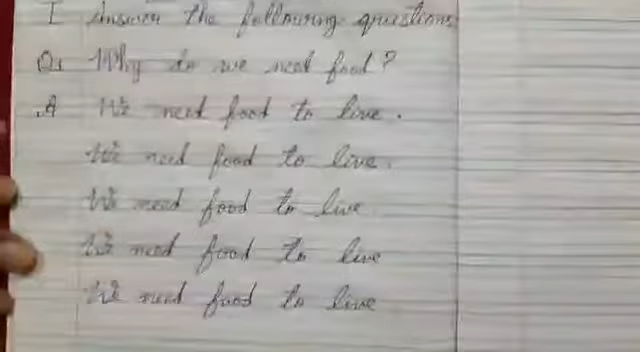 I Answer the following questions
Q1 Why do we need food?
A We need food to live.
We need food to live.
We need food to live
We need food to live
We need food to live